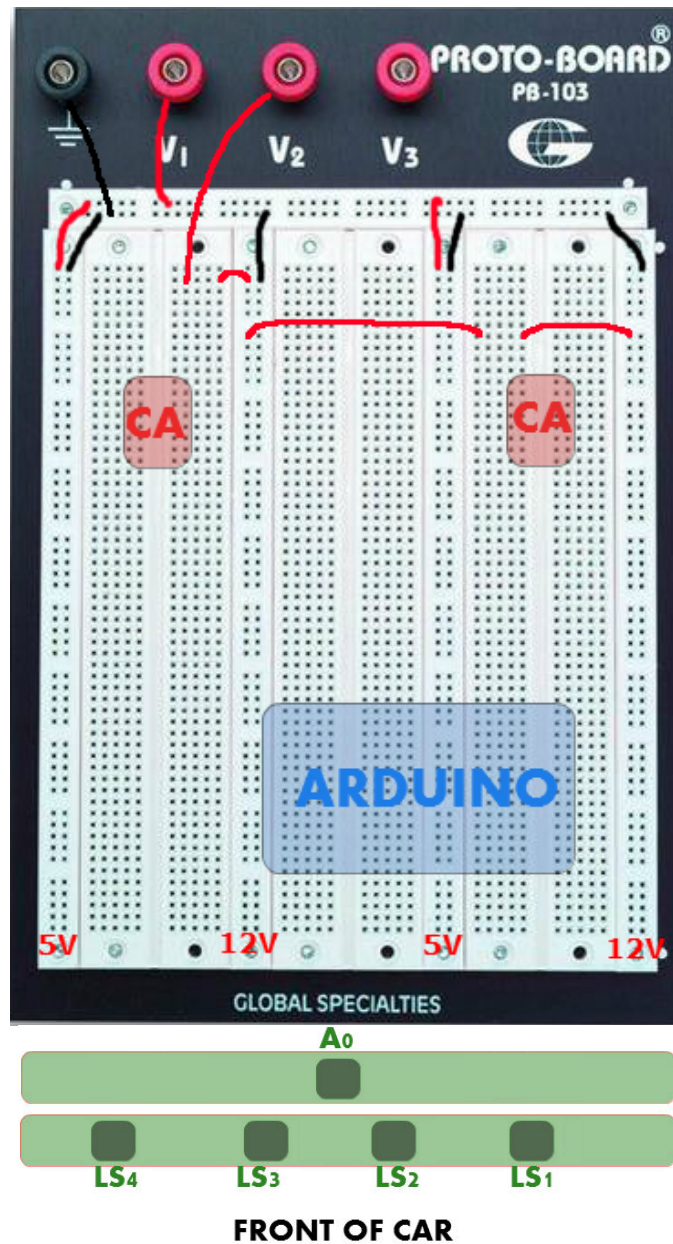 PROTO-BOARD®
PB-103
V1 V2 V3
CA CA
ARDUINO
5V 12V 5V 12V
GLOBAL SPECIALTIES
A0
LS4 LS3 LS2 LS1
FRONT OF CAR